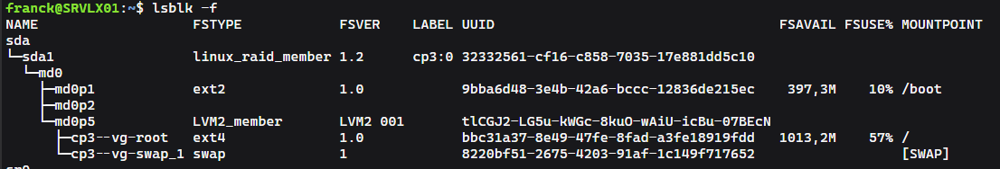 franck@SRVLX01:~$ lsblk -f
NAME FSTYPE FSVER LABEL UUID FSAVAIL FSUSE% MOUNTPOINT
sda
└─sda1 linux_raid_member 1.2 cp3:0 32332561-cf16-c858-7035-17e881dd5c10
└─md0
├─md0p1 ext2 1.0 9bba6d48-3e4b-42a6-bccc-12836de215ec 397,3M 10% /boot
├─md0p2
└─md0p5 LVM2_member LVM2 001 tlCGJ2-LG5u-kWGc-8kuO-wAiU-icBu-07BEcN
├─cp3--vg-root ext4 1.0 bbc31a37-8e49-47fe-8fad-a3fe18919fdd 1013,2M 57% /
└─cp3--vg-swap_1 swap 1 8220bf51-2675-4203-91af-1c149f717652 [SWAP]